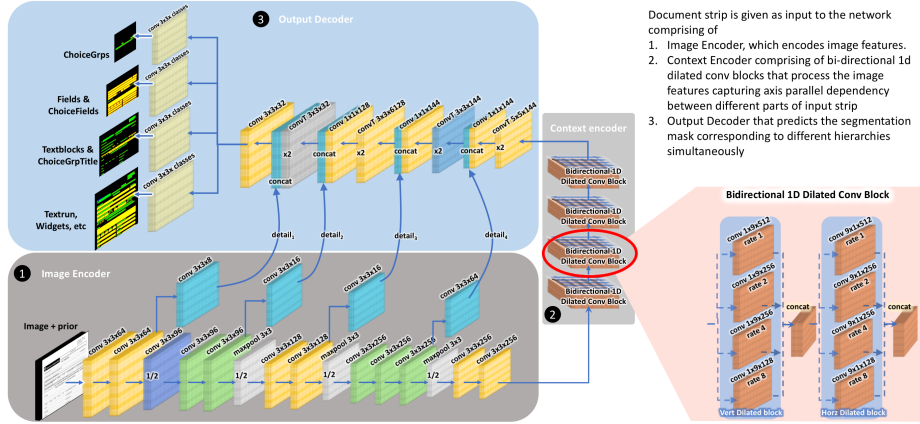 3 Output Decoder
ChoiceGrps
Fields &
ChoiceFields
Textblocks &
ChoiceGrpTitle
Textrun,
Widgets, etc
conv 3x3x classes
conv 3x3x classes
conv 3x3x classes
conv 3x3x classes
conv 3x3x32
convT 3x3x32
conv 1x1x128
convT 3x3x6128
conv 1x1x144
convT 3x3x144
conv 1x1x144
convT 5x5x144
concat
x2
concat
x2
concat
x2
concat
x2
detail1
detail2
detail3
detail4
Context encoder
Bidirectional 1D
Dilated Conv Block
Bidirectional 1D
Dilated Conv Block
Bidirectional 1D
Dilated Conv Block
Bidirectional 1D
Dilated Conv Block
2
1 Image Encoder
Image + prior
conv 3x3x8
conv 3x3x16
conv 3x3x16
conv 3x3x64
conv 3x3x64
conv 3x3x64
conv 3x3x96
conv 3x3x96
conv 3x3x96
maxpool 3x3
conv 3x3x128
conv 3x3x128
maxpool 3x3
conv 3x3x256
conv 3x3x256
conv 3x3x256
maxpool 3x3
conv 3x3x256
conv 3x3x256
1/2
1/2
1/2
1/2
Document strip is given as input to the network
comprising of
1. Image Encoder, which encodes image features.
2. Context Encoder comprising of bi-directional 1d
dilated conv blocks that process the image
features capturing axis parallel dependency
between different parts of input strip
3. Output Decoder that predicts the segmentation
mask corresponding to different hierarchies
simultaneously
Bidirectional 1D Dilated Conv Block
conv 1x9x512
rate 1
conv 1x9x256
rate 2
conv 1x9x256
rate 4
conv 1x9x128
rate 8
Vert Dilated block
concat
conv 9x1x512
rate 1
conv 9x1x256
rate 2
conv 9x1x256
rate 4
conv 9x1x128
rate 8
Horz Dilated block
concat